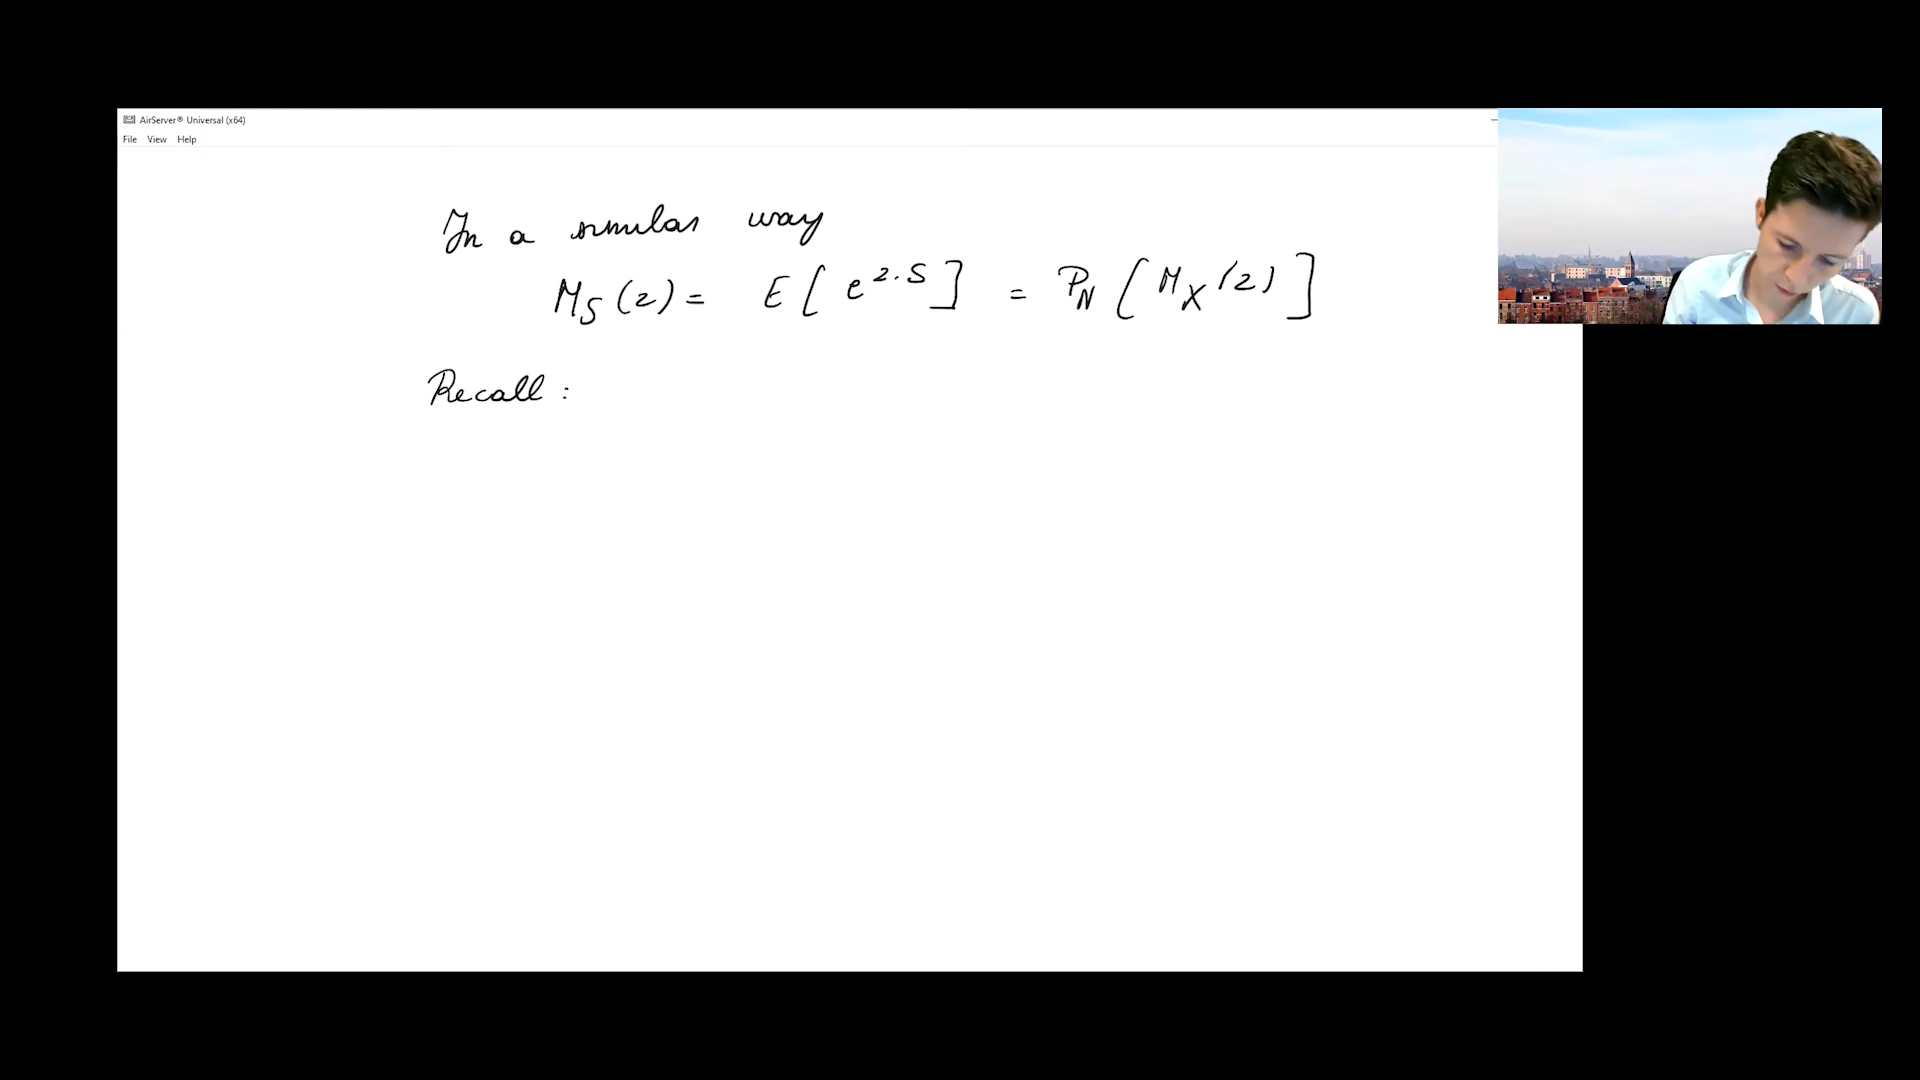 AirServer® Universal (x64)
File View Help
In a similar way
M_S (z) = E [ e^{z.S} ] = P_N [ M_X (z) ]
Recall :